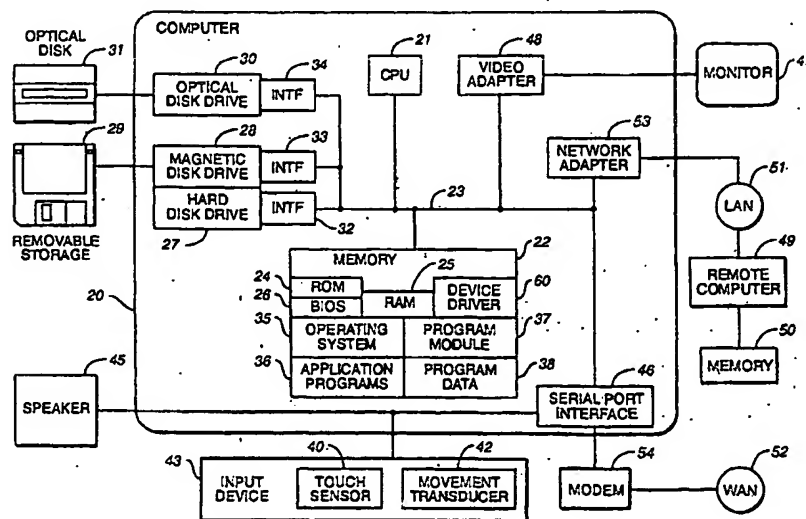 OPTICAL
DISK
31
COMPUTER
30
34
OPTICAL
DISK DRIVE
INTF
21
CPU
48
VIDEO
ADAPTER
MONITOR
29
28
33
MAGNETIC
DISK DRIVE
INTF
HARD
DISK DRIVE
INTF
27
32
REMOVABLE
STORAGE
23
53
NETWORK
ADAPTER
51
LAN
49
REMOTE
COMPUTER
50
MEMORY
20
MEMORY
22
24
ROM
25
26
BIOS
RAM
DEVICE
DRIVER
60
35
OPERATING
SYSTEM
PROGRAM
MODULE
37
36
APPLICATION
PROGRAMS
PROGRAM
DATA
38
45
SPEAKER
46
SERIAL PORT
INTERFACE
43
INPUT
DEVICE
40
TOUCH
SENSOR
42
MOVEMENT
TRANSDUCER
54
MODEM
52
WAN